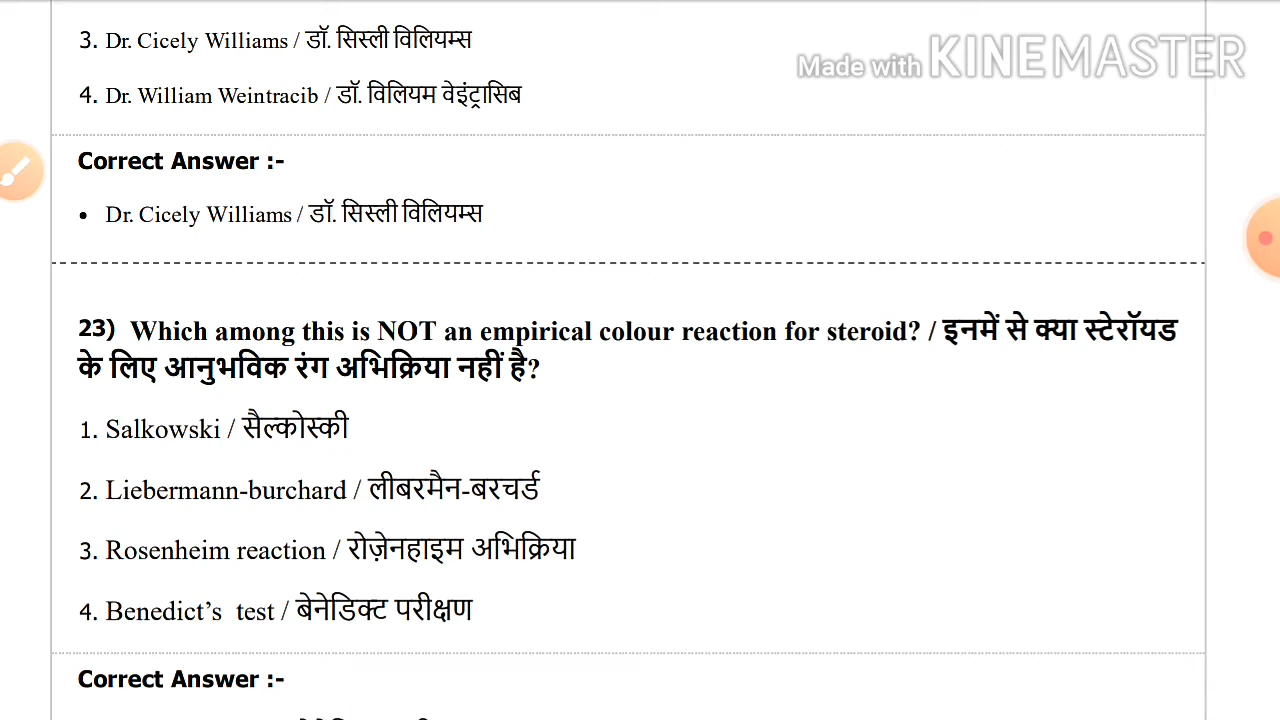 3. Dr. Cicely Williams / डॉ. सिस्ली विलियम्स
Made with KINEMASTER
4. Dr. William Weintracib / डॉ. विलियम वेइंट्रासिब
Correct Answer :-
• Dr. Cicely Williams / डॉ. सिस्ली विलियम्स
23) Which among this is NOT an empirical colour reaction for steroid? / इनमें से क्या स्टेरॉयड
के लिए आनुभविक रंग अभिक्रिया नहीं है?
1. Salkowski / सैल्कोस्की
2. Liebermann-burchard / लीबरमैन-बरचर्ड
3. Rosenheim reaction / रोज़ेनहाइम अभिक्रिया
4. Benedict’s test / बेनेडिक्ट परीक्षण
Correct Answer :-